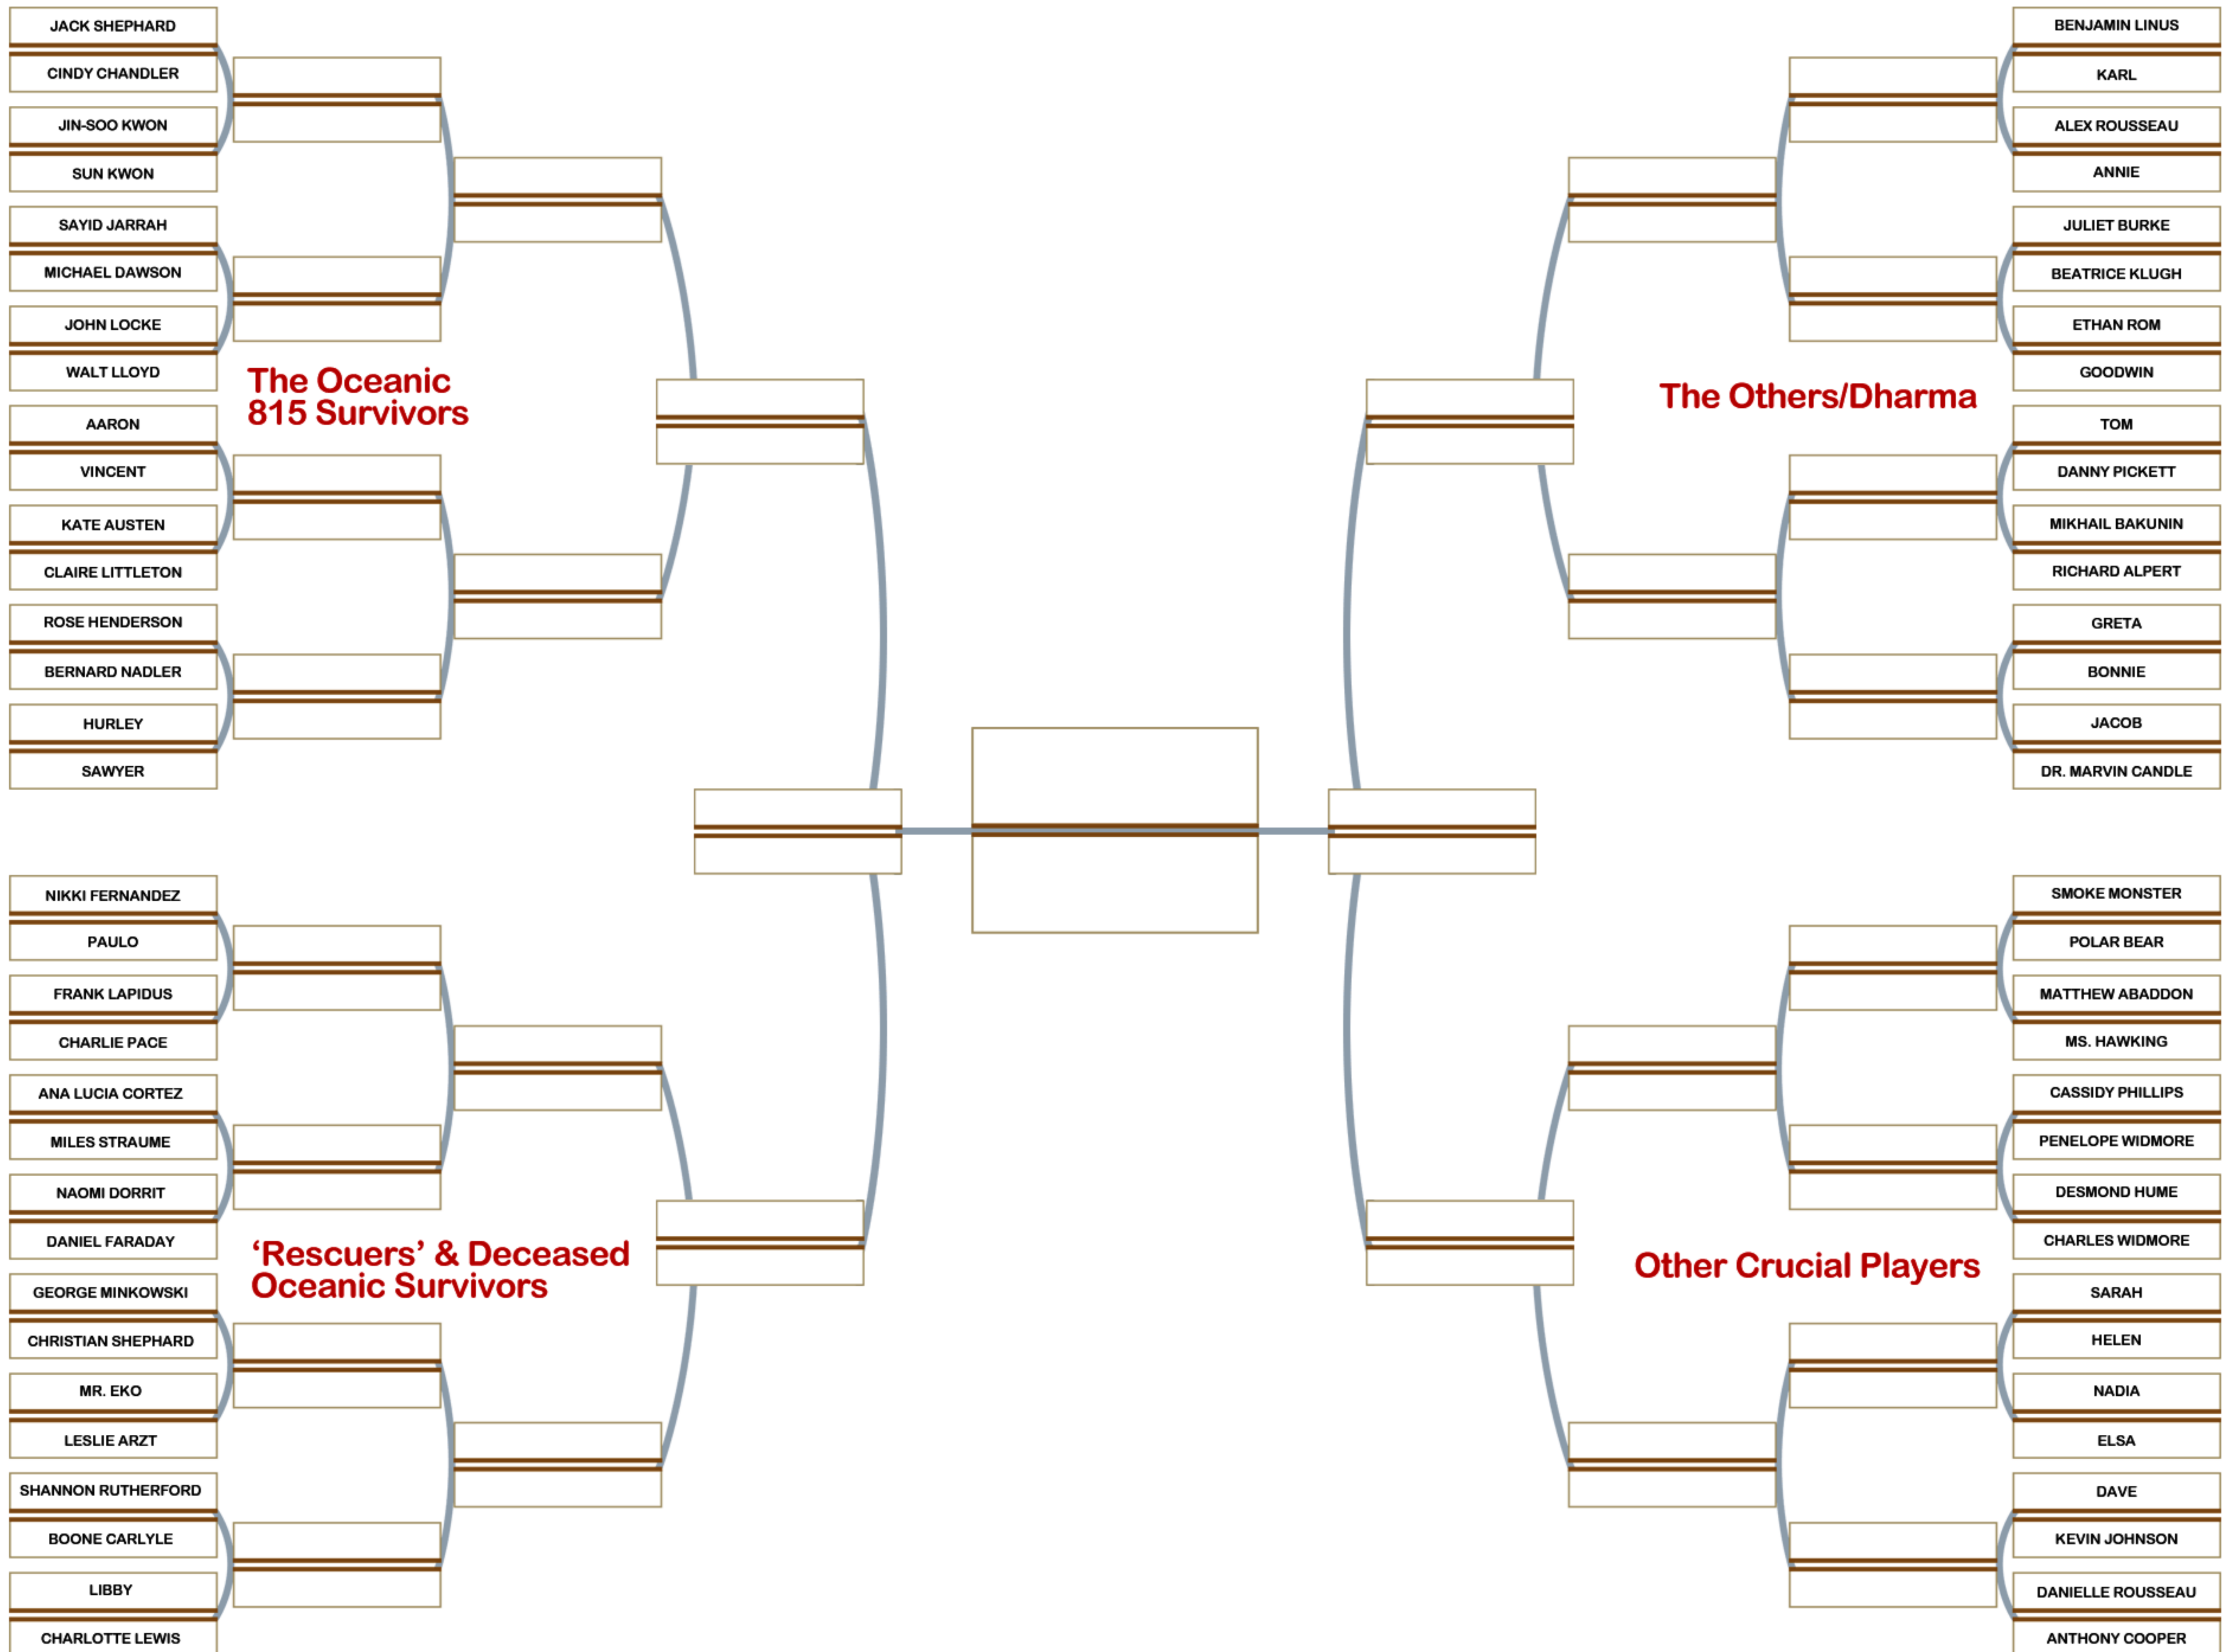 JACK SHEPHARD
CINDY CHANDLER
JIN-SOO KWON
SUN KWON
SAYID JARRAH
MICHAEL DAWSON
JOHN LOCKE
WALT LLOYD
The Oceanic
815 Survivors
AARON
VINCENT
KATE AUSTEN
CLAIRE LITTLETON
ROSE HENDERSON
BERNARD NADLER
HURLEY
SAWYER
NIKKI FERNANDEZ
PAULO
FRANK LAPIDUS
CHARLIE PACE
ANA LUCIA CORTEZ
MILES STRAUME
NAOMI DORRIT
DANIEL FARADAY
‘Rescuers’ & Deceased
Oceanic Survivors
GEORGE MINKOWSKI
CHRISTIAN SHEPHARD
MR. EKO
LESLIE ARZT
SHANNON RUTHERFORD
BOONE CARLYLE
LIBBY
CHARLOTTE LEWIS
BENJAMIN LINUS
KARL
ALEX ROUSSEAU
ANNIE
JULIET BURKE
BEATRICE KLUGH
ETHAN ROM
GOODWIN
The Others/Dharma
TOM
DANNY PICKETT
MIKHAIL BAKUNIN
RICHARD ALPERT
GRETA
BONNIE
JACOB
DR. MARVIN CANDLE
SMOKE MONSTER
POLAR BEAR
MATTHEW ABADDON
MS. HAWKING
CASSIDY PHILLIPS
PENELOPE WIDMORE
DESMOND HUME
CHARLES WIDMORE
Other Crucial Players
SARAH
HELEN
NADIA
ELSA
DAVE
KEVIN JOHNSON
DANIELLE ROUSSEAU
ANTHONY COOPER